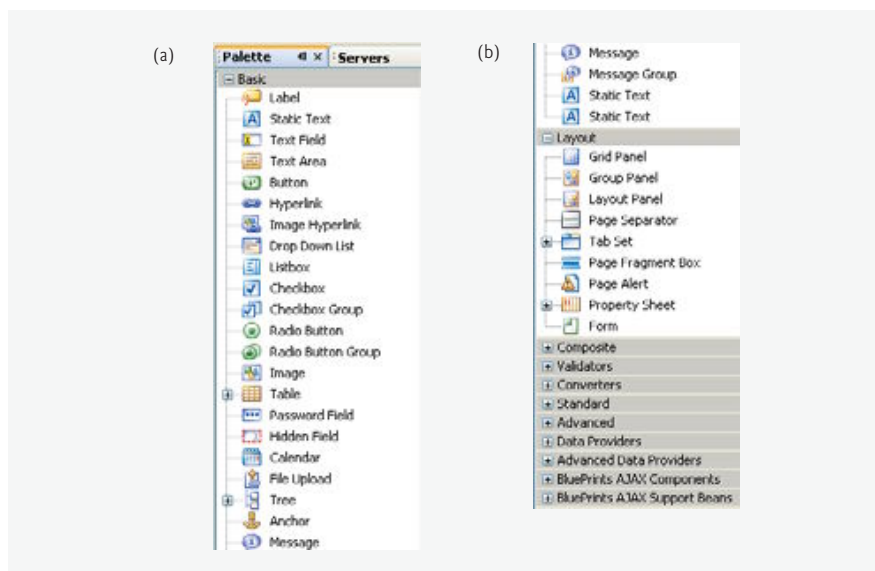 (a)
Palette Servers
Basic
Label
Static Text
Text Field
Text Area
Button
Hyperlink
Image Hyperlink
Drop Down List
Listbox
Checkbox
Checkbox Group
Radio Button
Radio Button Group
Image
Table
Password Field
Hidden Field
Calendar
File Upload
Tree
Anchor
Message
(b)
Message
Message Group
Static Text
Static Text
Layout
Grid Panel
Group Panel
Layout Panel
Page Separator
Tab Set
Page Fragment Box
Page Alert
Property Sheet
Form
Composite
Validators
Converters
Standard
Advanced
Data Providers
Advanced Data Providers
BluePrints AJAX Components
BluePrints AJAX Support Beans